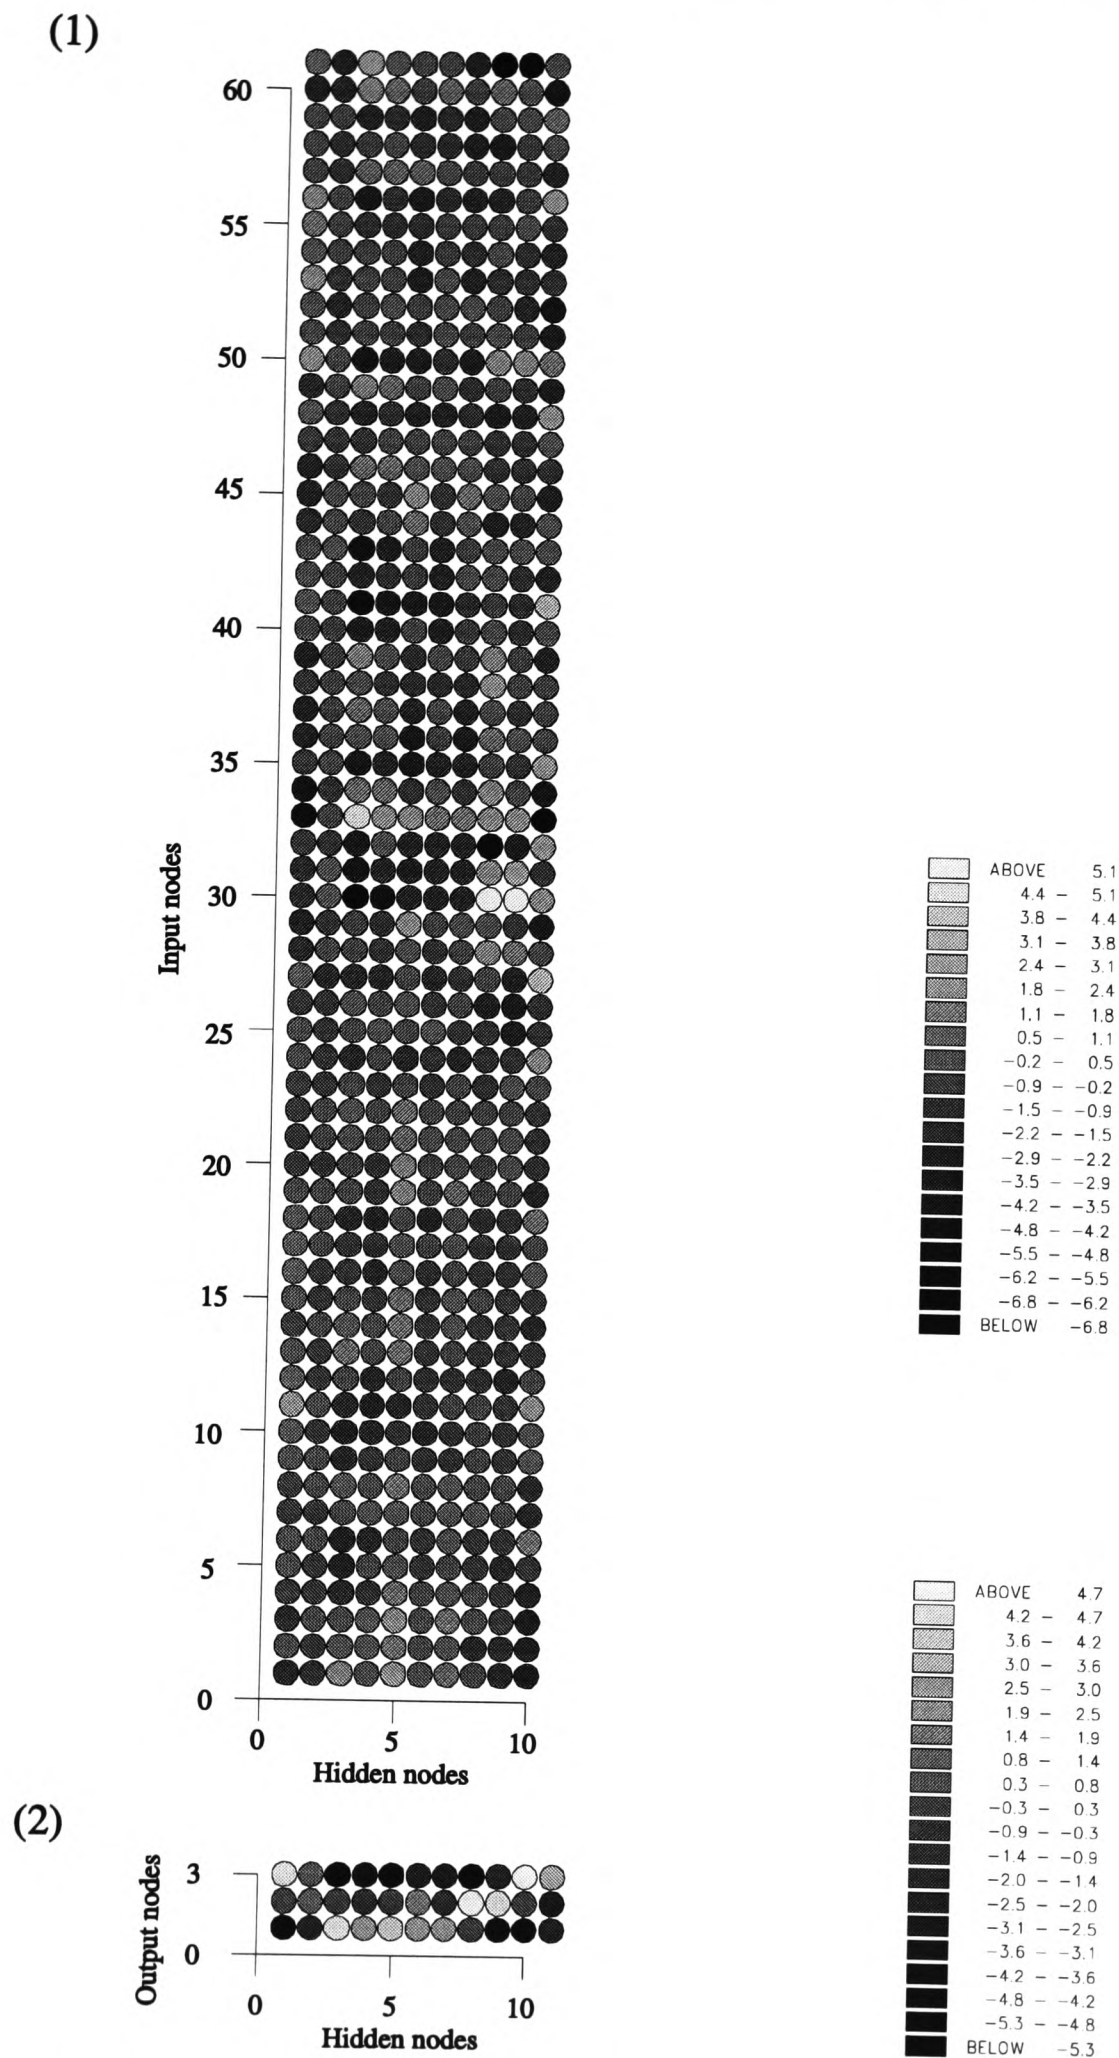 (1)
60
55
50
45
40
35
30
25
20
15
10
5
0
Input nodes
0 5 10
Hidden nodes
ABOVE 5.1
4.4 – 5.1
3.8 – 4.4
3.1 – 3.8
2.4 – 3.1
1.8 – 2.4
1.1 – 1.8
0.5 – 1.1
-0.2 – 0.5
-0.9 – -0.2
-1.5 – -0.9
-2.2 – -1.5
-2.9 – -2.2
-3.5 – -2.9
-4.2 – -3.5
-4.8 – -4.2
-5.5 – -4.8
-6.2 – -5.5
-6.8 – -6.2
BELOW -6.8
(2)
3
0
Output nodes
0 5 10
Hidden nodes
ABOVE 4.7
4.2 – 4.7
3.6 – 4.2
3.0 – 3.6
2.5 – 3.0
1.9 – 2.5
1.4 – 1.9
0.8 – 1.4
0.3 – 0.8
-0.3 – 0.3
-0.9 – -0.3
-1.4 – -0.9
-2.0 – -1.4
-2.5 – -2.0
-3.1 – -2.5
-3.6 – -3.1
-4.2 – -3.6
-4.8 – -4.2
-5.3 – -4.8
BELOW -5.3